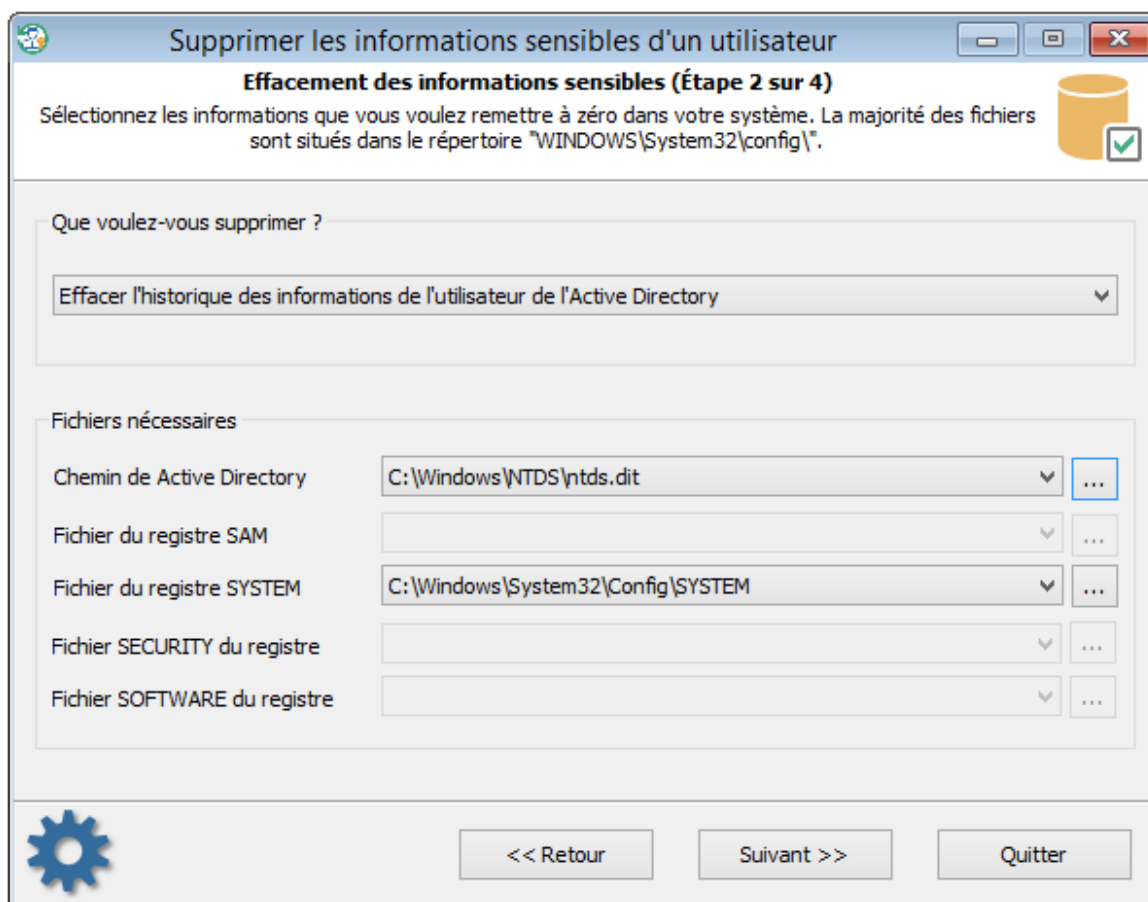 Supprimer les informations sensibles d'un utilisateur
Effacement des informations sensibles (Étape 2 sur 4)
Sélectionnez les informations que vous voulez remettre à zéro dans votre système. La majorité des fichiers
sont situés dans le répertoire "WINDOWS\System32\config\".
Que voulez-vous supprimer ?
Effacer l'historique des informations de l'utilisateur de l'Active Directory
Fichiers nécessaires
Chemin de Active Directory C:\Windows\NTDS\ntds.dit ...
Fichier du registre SAM ...
Fichier du registre SYSTEM C:\Windows\System32\Config\SYSTEM ...
Fichier SECURITY du registre ...
Fichier SOFTWARE du registre ...
<< Retour Suivant >> Quitter